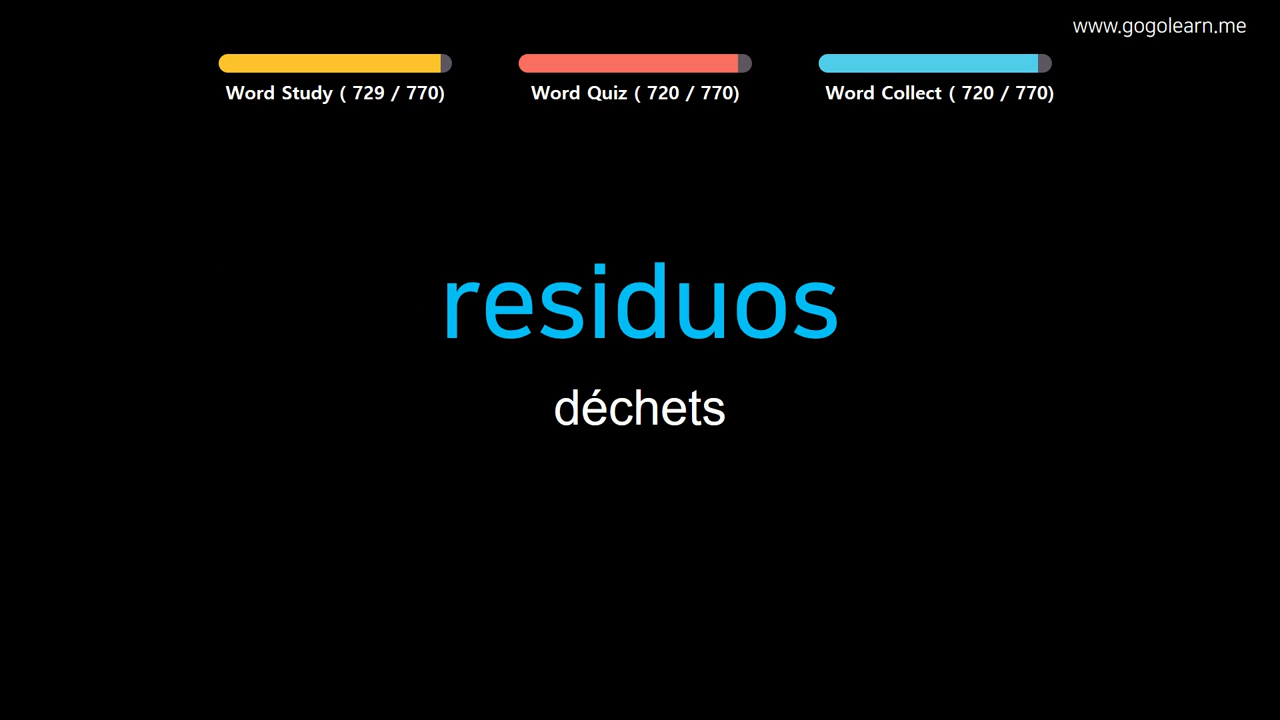 www.gogolearn.me
Word Study ( 729 / 770)
Word Quiz ( 720 / 770)
Word Collect ( 720 / 770)
residuos
déchets